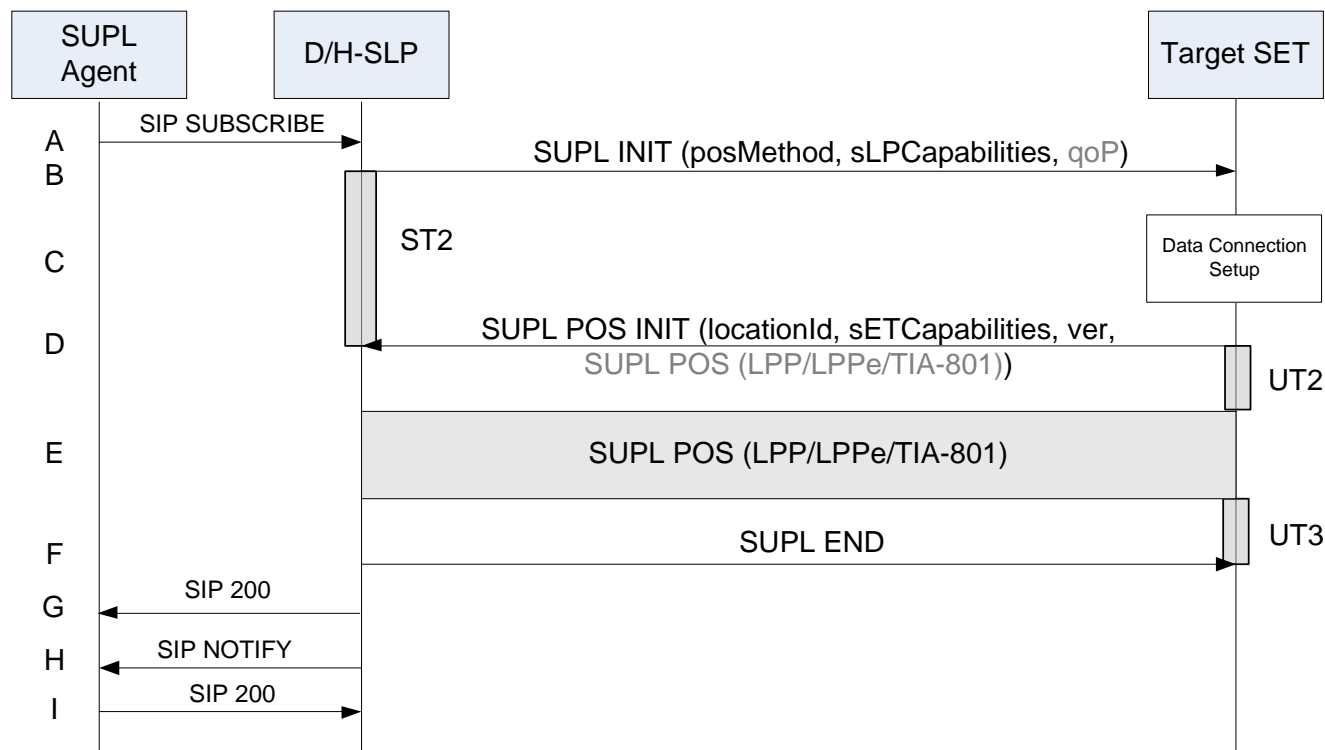 SUPL
Agent
D/H-SLP
Target SET
A
SIP SUBSCRIBE
B
SUPL INIT (posMethod, sLPCapabilities, qoP)
C
ST2
Data Connection
Setup
D
SUPL POS INIT (locationId, sETCapabilities, ver,
SUPL POS (LPP/LPPe/TIA-801))
UT2
E
SUPL POS (LPP/LPPe/TIA-801)
F
SUPL END
UT3
G
SIP 200
H
SIP NOTIFY
I
SIP 200